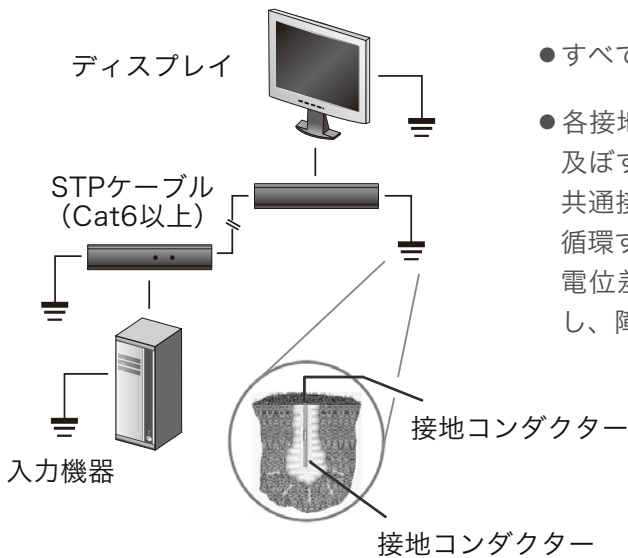 ディスプレイ
STPケーブル
（Cat6以上）
入力機器
接地コンダクター
接地コンダクター
●すべて
●各接地
及ぼす
共通接
循環す
電位差
し、障